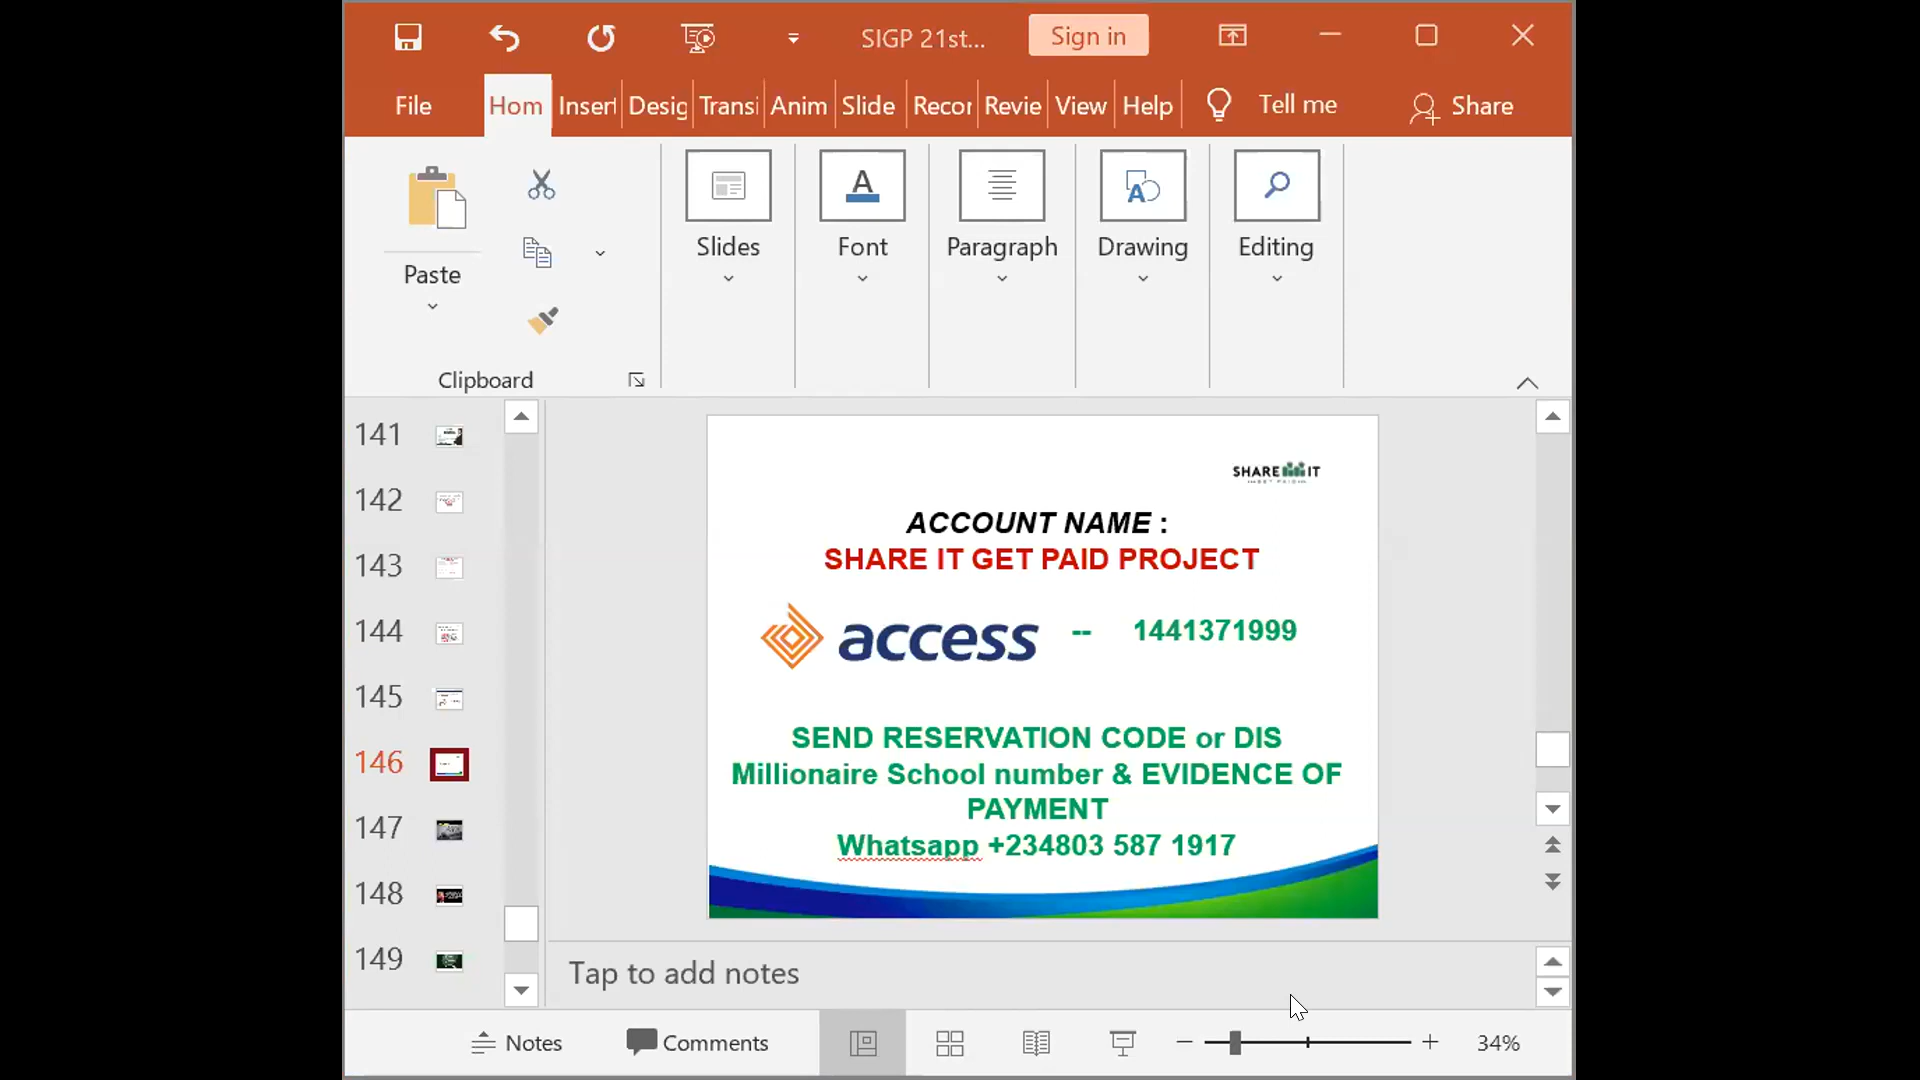 SIGP 21st...
Sign in
File
Hom
Insert
Desig
Transi
Anim
Slide
Recor
Revie
View
Help
Tell me
Share
Paste
Clipboard
Slides
Font
Paragraph
Drawing
Editing
141
142
143
144
145
146
147
148
149
SHARE IT
ACCOUNT NAME :
SHARE IT GET PAID PROJECT
access -- 1441371999
SEND RESERVATION CODE or DIS
Millionaire School number & EVIDENCE OF
PAYMENT
Whatsapp +234803 587 1917
Tap to add notes
Notes
Comments
34%